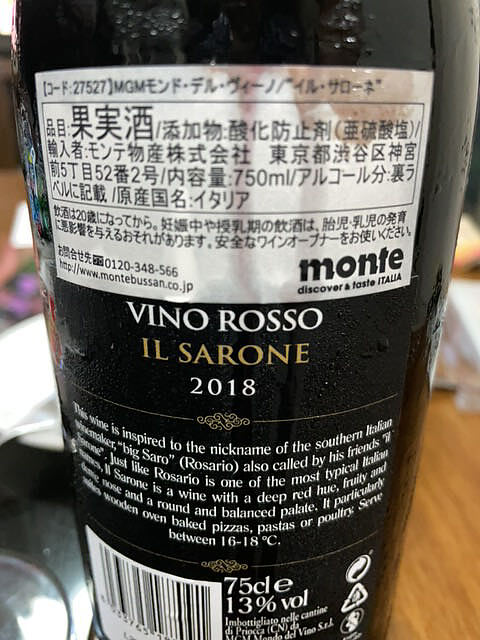 【コード:27527】MGMモンド・デル・ヴィーノ/"イル・サローネ"
品目:果実酒/添加物:酸化防止剤(亜硫酸塩)/
輸入者:モンテ物産株式会社 東京都渋谷区神宮
前5丁目52番2号/内容量:750ml/アルコール分:裏ラ
ベルに記載/原産国名:イタリア
飲酒は20歳になってから。妊娠中や授乳期の飲酒は、胎児・乳児の発育
に悪影響を与えるおそれがあります。安全なワインオープナーをお使いください。
お問合せ先 0120-348-566
http://www.montebussan.co.jp
monte
discover & taste ITALIA
VINO ROSSO
IL SARONE
2018
This wine is inspired to the nickname of the southern Italian
winemaker, "big Saro" (Rosario) also called by his friends "il
Sarone". Just like Rosario is one of the most typical Italian
names, Il Sarone is a wine with a deep red hue, fruity and
nose and a round and balanced palate. It particularly
wooden oven baked pizzas, pastas or poultry. Serve
between 16-18 °C.
75cl e
13% vol
Imbottigliato nelle cantine
di Priocca (CN) da
MGM Mondo del Vino S.r.l.